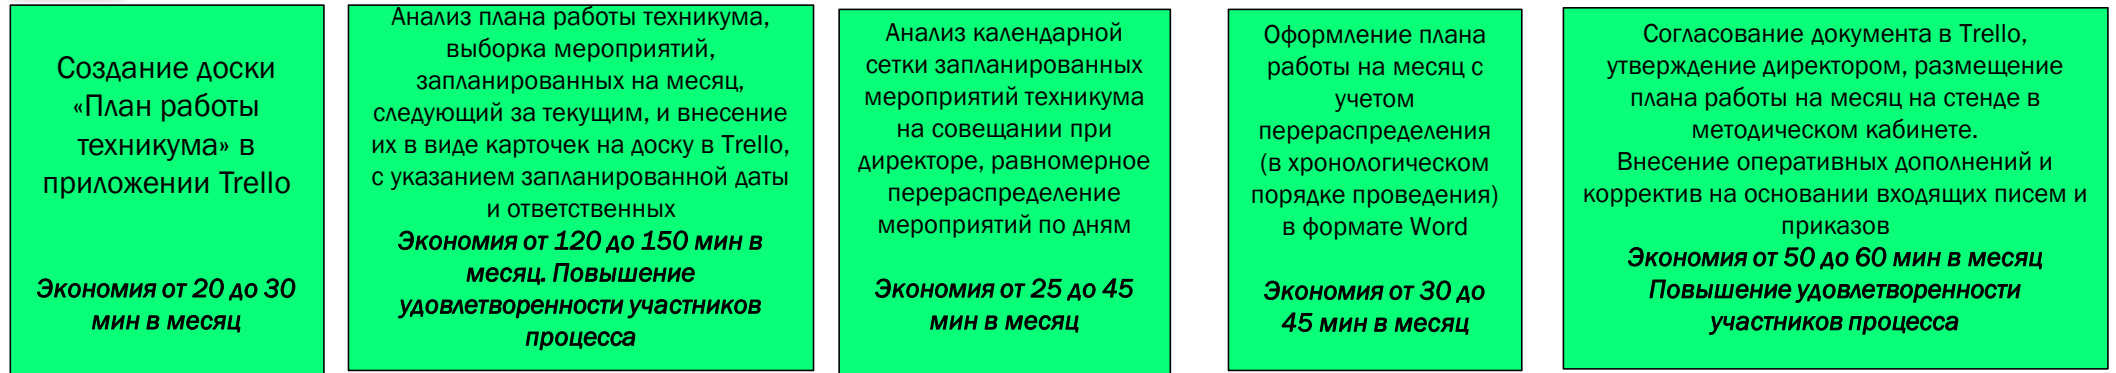 Создание доски
«План работы
техникума» в
приложении Trello
Экономия от 20 до 30
мин в месяц
Анализ плана работы техникума,
выборка мероприятий,
запланированных на месяц,
следующий за текущим, и внесение
их в виде карточек на доску в Trello,
с указанием запланированной даты
и ответственных
Экономия от 120 до 150 мин в
месяц. Повышение
удовлетворенности участников
процесса
Анализ календарной
сетки запланированных
мероприятий техникума
на совещании при
директоре, равномерное
перераспределение
мероприятий по дням
Экономия от 25 до 45
мин в месяц
Оформление плана
работы на месяц с
учетом
перераспределения
(в хронологическом
порядке проведения)
в формате Word
Экономия от 30 до
45 мин в месяц
Согласование документа в Trello,
утверждение директором, размещение
плана работы на месяц на стенде в
методическом кабинете.
Внесение оперативных дополнений и
корректив на основании входящих писем и
приказов
Экономия от 50 до 60 мин в месяц
Повышение удовлетворенности
участников процесса